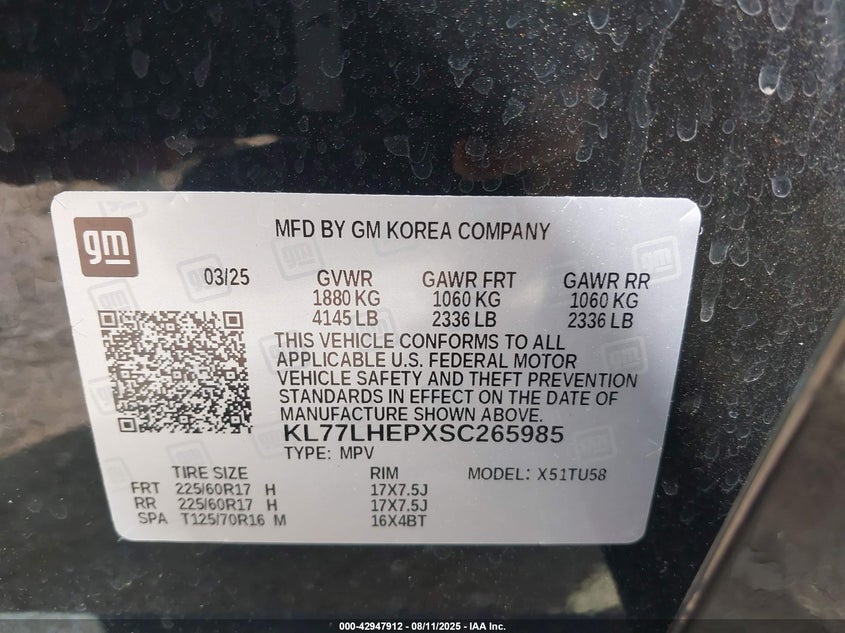 gm
MFD BY GM KOREA COMPANY
03/25 GVWR GAWR FRT GAWR RR
1880 KG 1060 KG 1060 KG
4145 LB 2336 LB 2336 LB
THIS VEHICLE CONFORMS TO ALL
APPLICABLE U.S. FEDERAL MOTOR
VEHICLE SAFETY AND THEFT PREVENTION
STANDARDS IN EFFECT ON THE DATE OF
MANUFACTURE SHOWN ABOVE.
KL77LHEPXSC265985
TYPE: MPV MODEL: X51TU58
TIRE SIZE RIM
FRT 225/60R17 H 17X7.5J
RR 225/60R17 H 17X7.5J
SPA T125/70R16 M 16X4BT
000-42947912 - 08/11/2025 - IAA Inc.